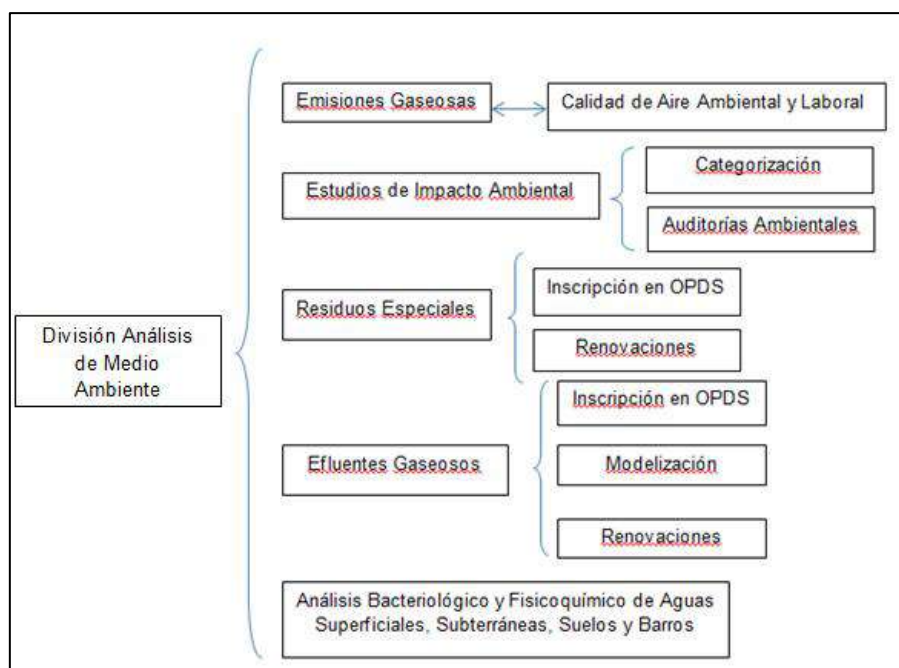 Emisiones Gaseosas
Calidad de Aire Ambiental y Laboral
Categorización
Estudios de Impacto Ambiental
Auditorías Ambientales
Inscripción en OPDS
Residuos Especiales
Renovaciones
División Análisis
de Medio
Ambiente
Inscripción en OPDS
Efluentes Gaseosos
Modelización
Renovaciones
Análisis Bacteriológico y Fisicoquímico de Aguas
Superficiales, Subterráneas, Suelos y Barros